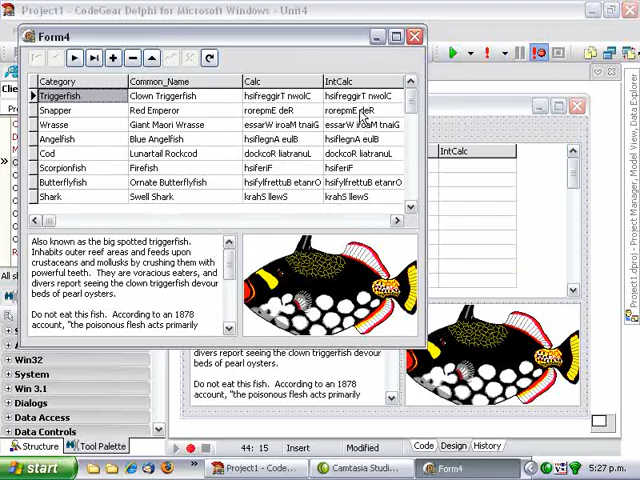 Project1 - CodeGear Delphi for Microsoft Windows - Unit4
Form4
Category Common_Name Calc IntCalc
Triggerfish Clown Triggerfish hsifreggirT nwolC hsifreggirT nwolC
Snapper Red Emperor rorepmE deR rorepmE deR
Wrasse Giant Maori Wrasse essarW iroaM tnaiG essarW iroaM tnaiG
Angelfish Blue Angelfish hsiflegnA eulB hsiflegnA eulB
Cod Lunartail Rockcod dockcoR liatranuL dockcoR liatranuL
Scorpionfish Firefish hsiferiF hsiferiF
Butterflyfish Ornate Butterflyfish hsifylfrettuB etanrO hsifylfrettuB etanrO
Shark Swell Shark krahS llewS krahS llewS
IntCalc
Also known as the big spotted triggerfish.
Inhabits outer reef areas and feeds upon
crustaceans and mollusks by crushing them with
powerful teeth. They are voracious eaters, and
divers report seeing the clown triggerfish devour
beds of pearl oysters.
Do not eat this fish. According to an 1878
account, "the poisonous flesh acts primarily
divers report seeing the clown triggerfish devour
beds of pearl oysters.
Do not eat this fish. According to an 1878
account, "the poisonous flesh acts primarily
Project1.dproj - Project Manager, Model View, Data Explorer
All s
Win32
System
Win 3.1
Dialogs
Data Access
Data Controls
Structure Tool Palette
44: 15 Insert Modified Code Design History
start Project1 - CodeGe... Camtasia Studi... Form4 5:27 p.m.